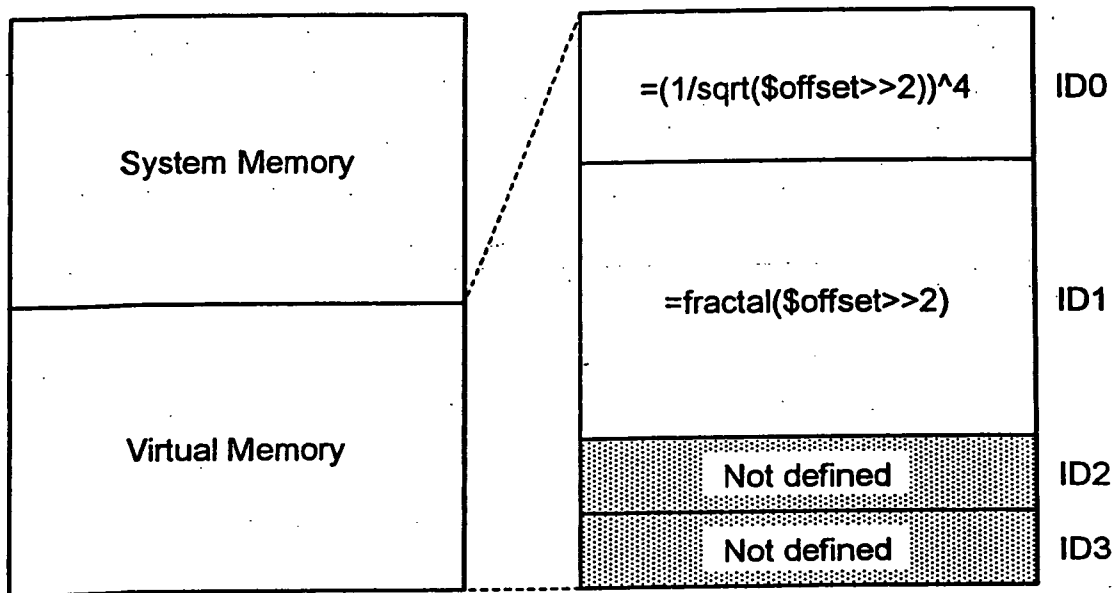 System Memory
Virtual Memory
=(1/sqrt($offset>>2))^4
ID0
=fractal($offset>>2)
ID1
Not defined
ID2
Not defined
ID3